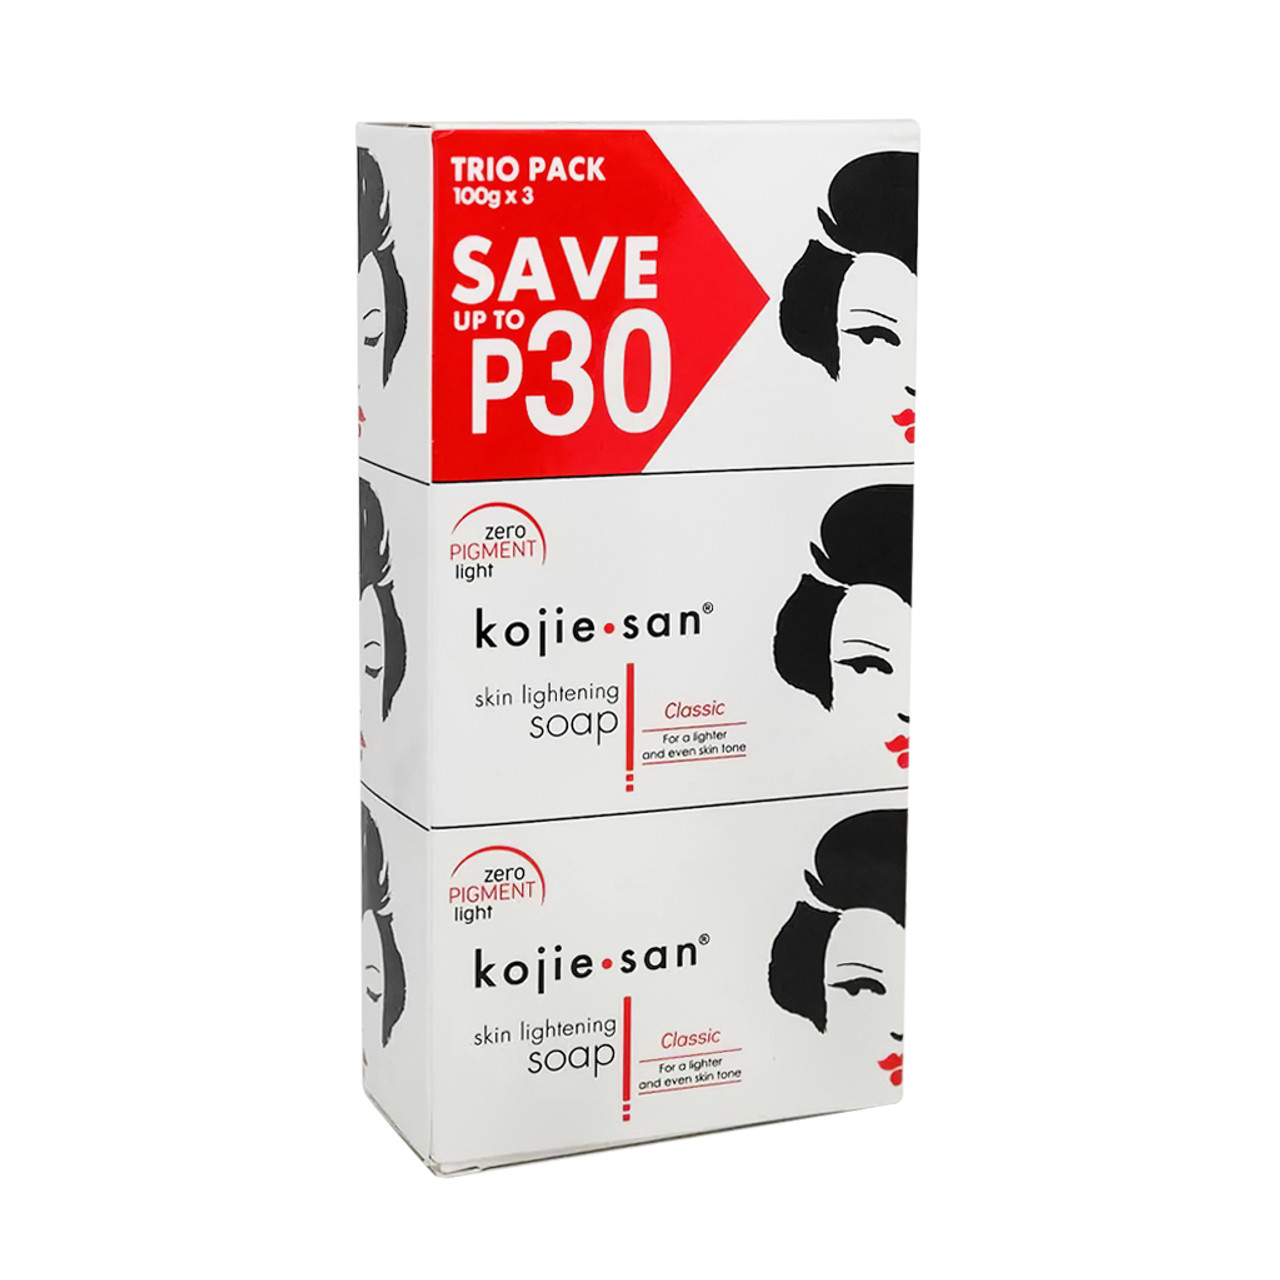 TRIO PACK
100g x 3
SAVE
UP TO
P30
zero
PIGMENT
light
kojie•san®
skin lightening
soap
Classic
For a lighter
and even skin tone
zero
PIGMENT
light
kojie•san®
skin lightening
soap
Classic
For a lighter
and even skin tone